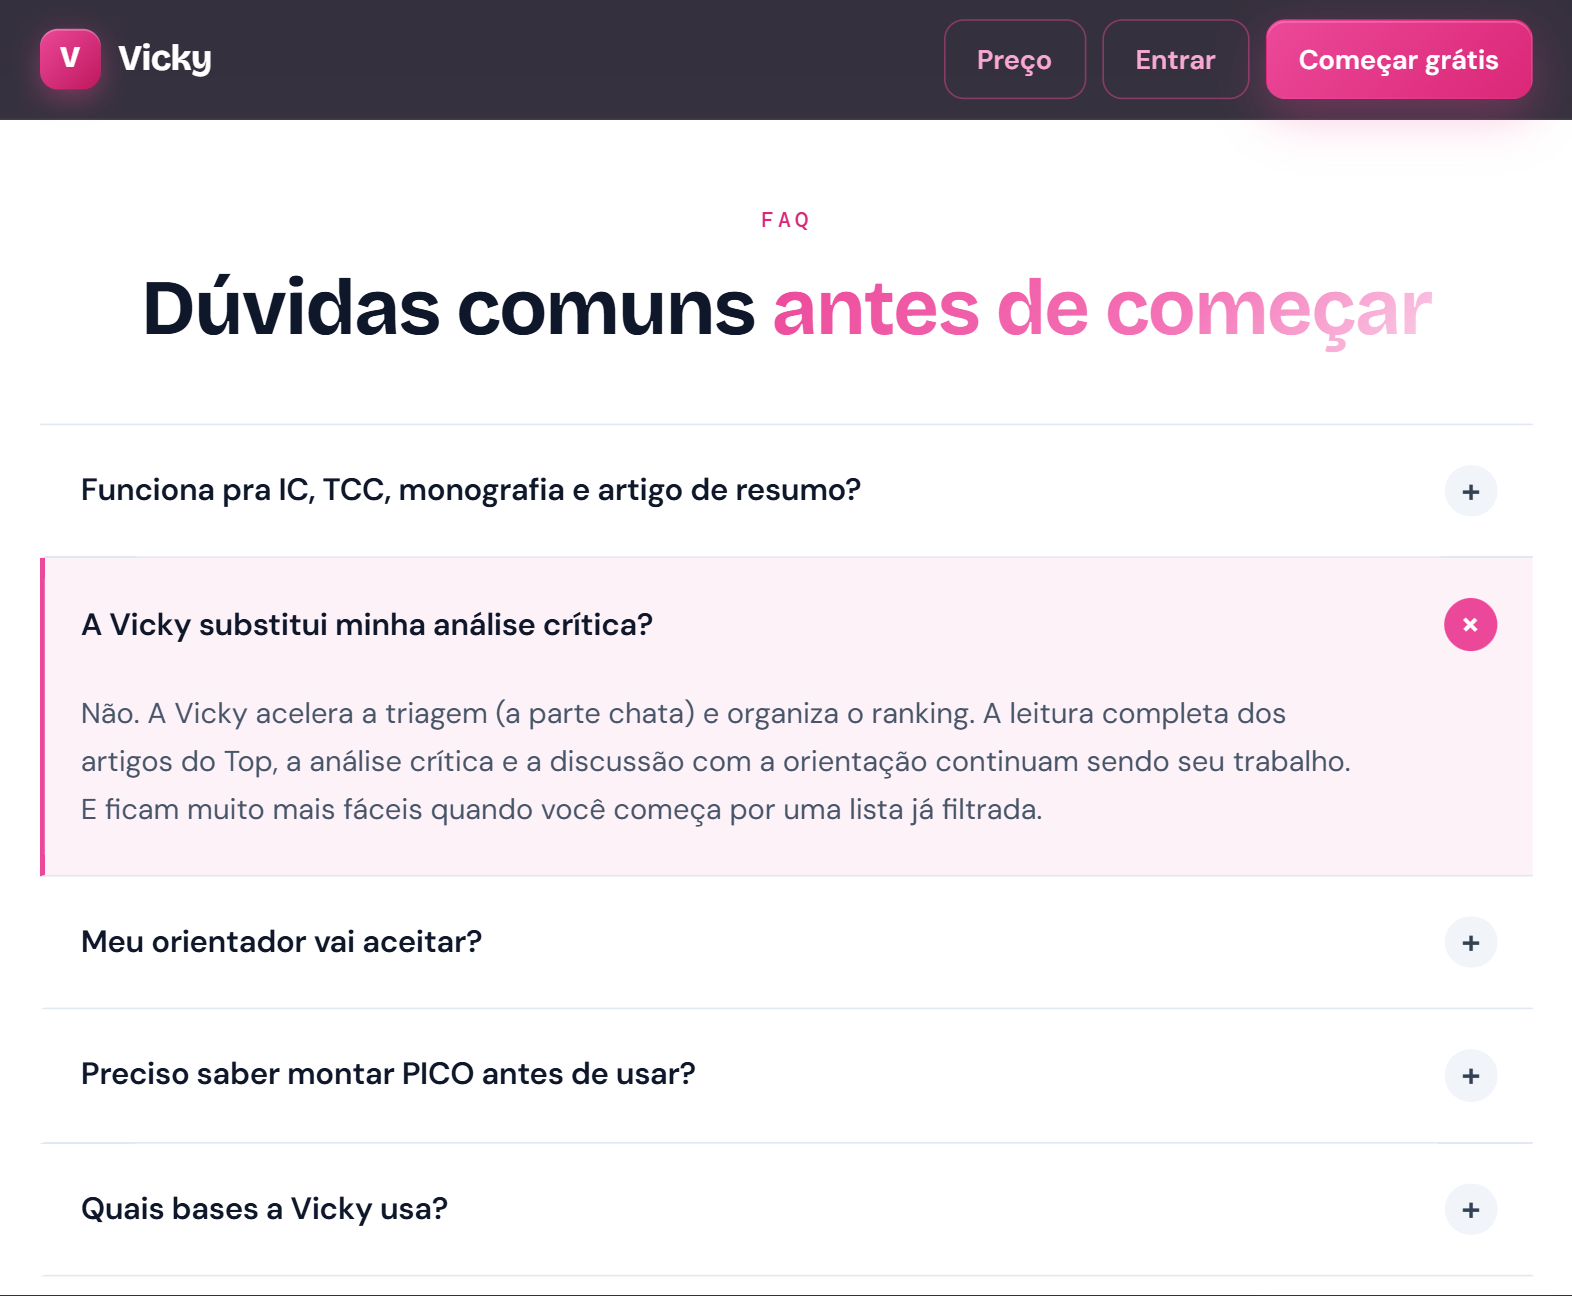 V Vicky
Preço
Entrar
Começar grátis
FAQ
Dúvidas comuns antes de começar
Funciona pra IC, TCC, monografia e artigo de resumo?
+
A Vicky substitui minha análise crítica?
×
Não. A Vicky acelera a triagem (a parte chata) e organiza o ranking. A leitura completa dos
artigos do Top, a análise crítica e a discussão com a orientação continuam sendo seu trabalho.
E ficam muito mais fáceis quando você começa por uma lista já filtrada.
Meu orientador vai aceitar?
+
Preciso saber montar PICO antes de usar?
+
Quais bases a Vicky usa?
+